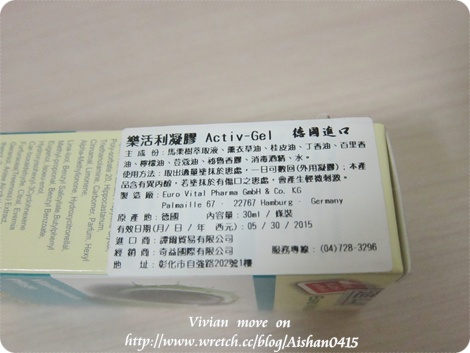 樂活利凝膠 Activ-Gel 德國進口
主 成 份:馬栗樹萃取液、薰衣草油、桂皮油、丁香油、百里香
油、檸檬油、荳蔻油、秘魯香膠、消毒酒精、水。
使用方法:取出適量塗抹於患處,一日可數回(外用凝膠);本產
品含有異丙醇,若塗抹於有傷口之患處,會產生輕微刺激。
製 造 廠:Euro Vital Pharma GmbH & Co. KG
Palmaille 67 · 22767 Hamburg · Germany
原 產 地:德國 內容量:30ml / 條裝
有效日期(月/日/年 西元):05 / 30 / 2015
進 口 商:譯爾貿易有限公司
經 銷 商:奇益國際有限公司 服務專線:(04)728-3296
地 址:彰化市自強路202號1樓
Vivian move on
http://www.wretch.cc/blog/Aishan0415